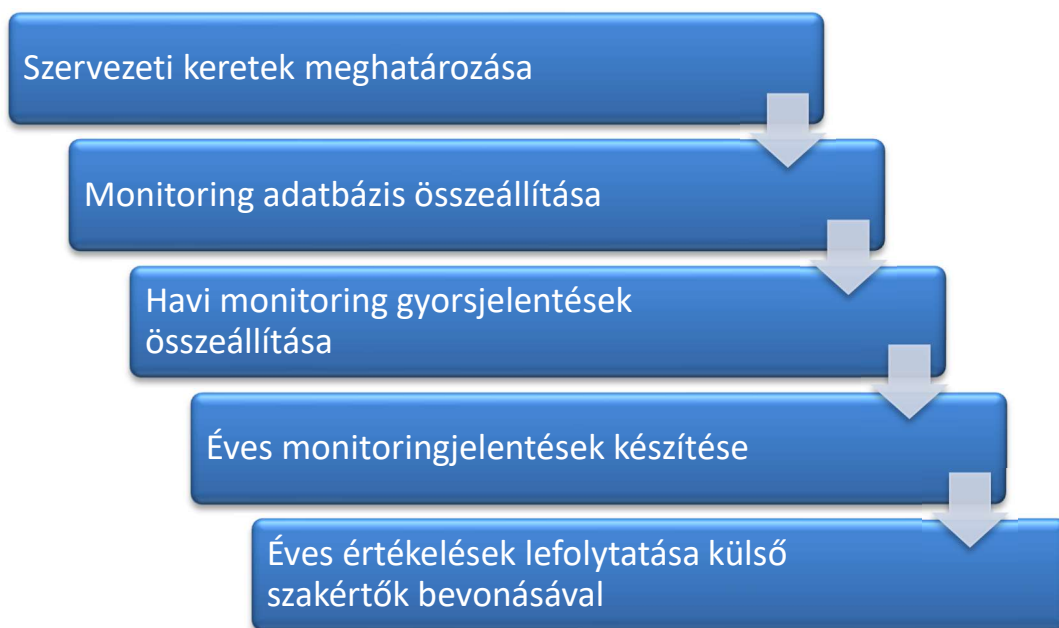 Szervezeti keretek meghatározása
Monitoring adatbázis összeállítása
Havi monitoring gyorsjelentések
összeállítása
Éves monitoringjelentések készítése
Éves értékelések lefolytatása külső
szakértők bevonásával